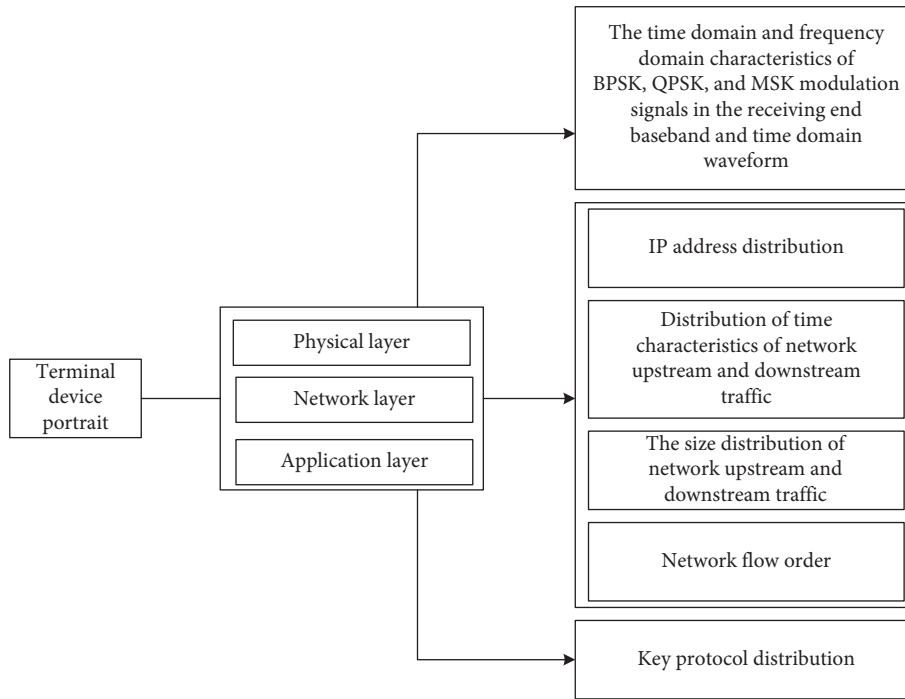 Terminal
device
portrait
Physical layer
Network layer
Application layer
The time domain and frequency
domain characteristics of
BPSK, QPSK, and MSK modulation
signals in the receiving end
baseband and time domain
waveform
IP address distribution
Distribution of time
characteristics of network
upstream and downstream
traffic
The size distribution of
network upstream and
downstream traffic
Network flow order
Key protocol distribution